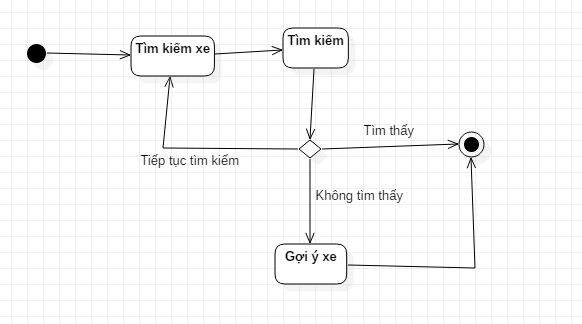 Tìm kiếm xe
Tìm kiếm
Tìm thấy
Tiếp tục tìm kiếm
Không tìm thấy
Gợi ý xe